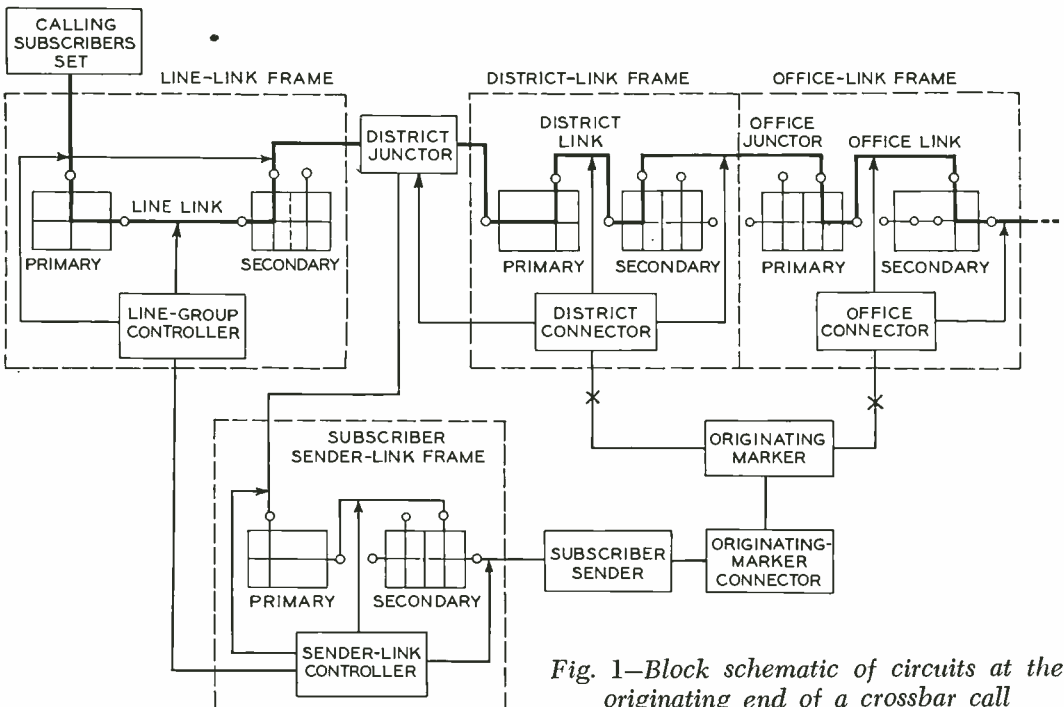 CALLING
SUBSCRIBERS
SET
LINE-LINK FRAME
DISTRICT-LINK FRAME
OFFICE-LINK FRAME
DISTRICT
JUNCTOR
DISTRICT
LINK
OFFICE
JUNCTOR
OFFICE LINK
LINE LINK
PRIMARY
SECONDARY
PRIMARY
SECONDARY
PRIMARY
SECONDARY
LINE-GROUP
CONTROLLER
DISTRICT
CONNECTOR
OFFICE
CONNECTOR
SUBSCRIBER
SENDER-LINK FRAME
ORIGINATING
MARKER
PRIMARY
SECONDARY
SUBSCRIBER
SENDER
ORIGINATING-
MARKER
CONNECTOR
SENDER-LINK
CONTROLLER
Fig. 1—Block schematic of circuits at the
originating end of a crossbar call